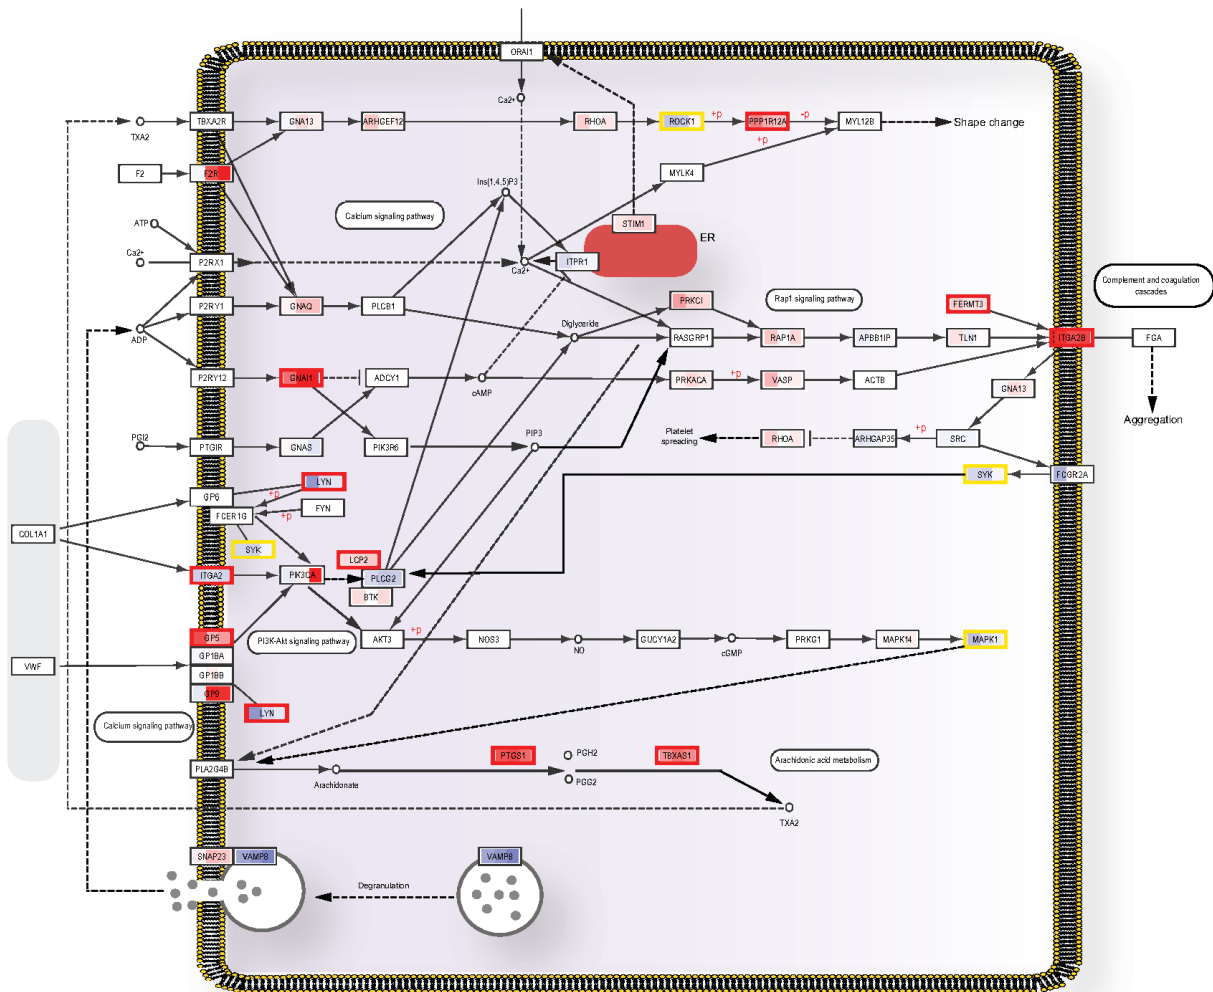 ORAI1
Ca2+
TXA2
TBXA2R
GNA13
ARHGEF12
RHOA
ROCK1
+p
PPP1R12A
-p
MYL12B
Shape change
+p
F2
F2R
MYLK4
Ins(1,4,5)P3
Calcium signaling pathway
ATP
STIM1
ER
Ca2+
P2RX1
Ca2+
ITPR1
Complement and coagulation
cascades
P2RY1
GNAQ
PLCB1
PRKCI
Rap1 signaling pathway
FERMT3
Diglyceride
ADP
RASGRP1
RAP1A
APBB1IP
TLN1
ITGA2B
FGA
P2RY12
GNAI1
ADCY1
cAMP
PRKACA
+p
VASP
ACTB
GNA13
Aggregation
PGI2
PTGIR
GNAS
PIK3R6
PIP3
Platelet
spreading
RHOA
ARHGAP35
+p
SRC
GP6
LYN
+p
SYK
FCGR2A
FCER1G
+p
FYN
COL1A1
SYK
LCP2
ITGA2
PIK3CA
PLCG2
BTK
GP5
PI3K-Akt signaling pathway
AKT3
+p
NOS3
NO
GUCY1A2
cGMP
PRKG1
MAPK14
MAPK1
GP1BA
VWF
GP1BB
GP9
LYN
Calcium signaling pathway
PLA2G4B
Arachidonate
PTGS1
PGH2
PGG2
TBXAS1
Arachidonic acid metabolism
TXA2
SNAP23
VAMP8
VAMP8
Degranulation